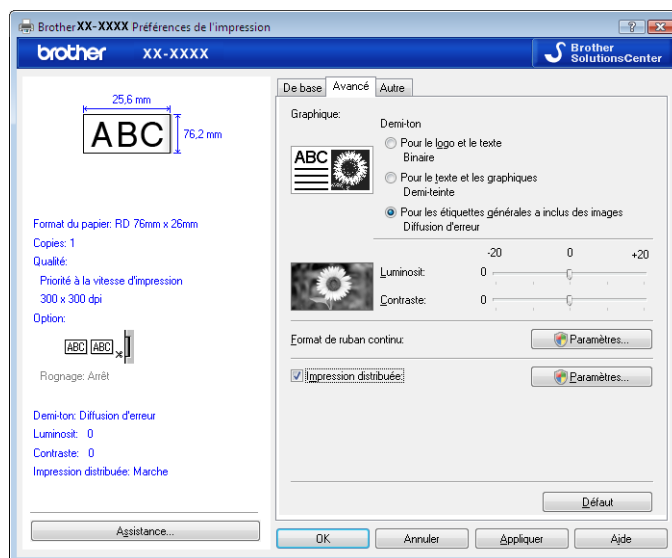 Brother XX-XXXX Préférences de l'impression
brother XX-XXXX
Brother
SolutionsCenter
25,6 mm
ABC
76,2 mm
Format du papier: RD 76mm x 26mm
Copies: 1
Qualité:
Priorité à la vitesse d'impression
300 x 300 dpi
Option:
ABC ABC
Rognage: Arrêt
Demi-ton: Diffusion d'erreur
Luminosit: 0
Contraste: 0
Impression distribuée: Marche
Assistance...
De base Avancé Autre
Graphique:
ABC
Demi-ton
Pour le logo et le texte
Binaire
Pour le texte et les graphiques
Demi-teinte
Pour les étiquettes générales a inclus des images
Diffusion d'erreur
-20 0 +20
Luminosit: 0
Contraste: 0
Format de ruban continu: Paramètres...
Impression distribuée: Paramètres...
Défaut
OK Annuler Appliquer Aide